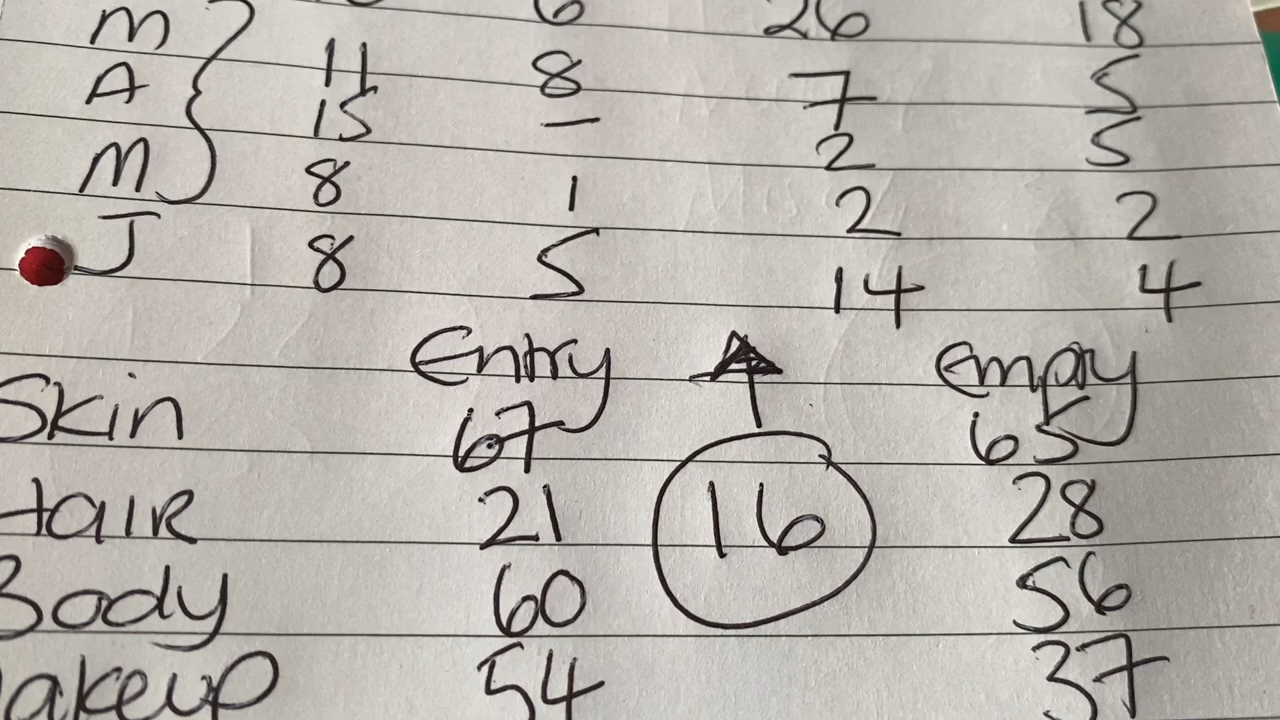 M 6 26 18
A 11 8 7 5
15 — 2 5
M 8 1 2 2
J 8 5 14 4
Entry Empty
Skin 67 65
Hair 21 16 28
Body 60 56
Makeup 54 37